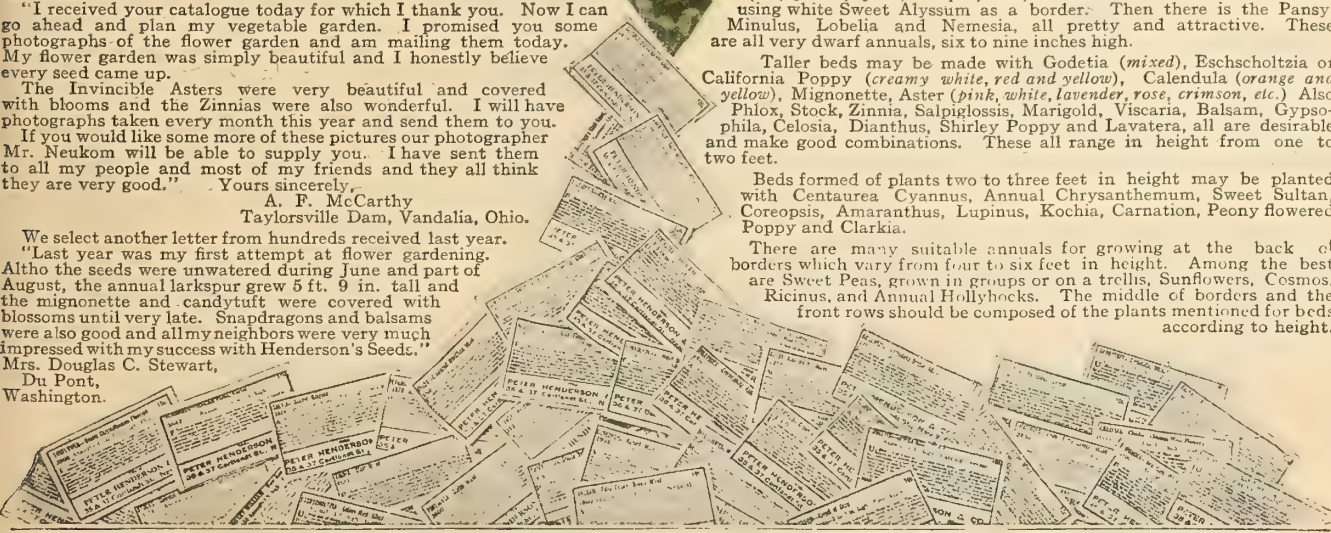 "I received your catalogue today for which I thank you. Now I can
go ahead and plan my vegetable garden. I promised you some
photographs of the flower garden and am mailing them today.
My flower garden was simply beautiful and I honestly believe
every seed came up.
The Invincible Asters were very beautiful and covered
with blooms and the Zinnias were also wonderful. I will have
photographs taken every month this year and send them to you.
If you would like some more of these pictures our photographer
Mr. Neukom will be able to supply you. I have sent them
to all my people and most of my friends and they all think
they are very good." Yours sincerely,
A. F. McCarthy
Taylorsville Dam, Vandalia, Ohio.
We select another letter from hundreds received last year.
"Last year was my first attempt at flower gardening.
Altho the seeds were unwatered during June and part of
August, the annual larkspur grew 5 ft. 9 in. tall and
the mignonette and candytuft were covered with
blossoms until very late. Snapdragons and balsams
were also good and all my neighbors were very much
impressed with my success with Henderson's Seeds."
Mrs. Douglas C. Stewart,
Du Pont,
Washington.
using white Sweet Alyssum as a border. Then there is the Pansy,
Minulus, Lobelia and Nemesia, all pretty and attractive. These
are all very dwarf annuals, six to nine inches high.
Taller beds may be made with Godetia (mixed), Eschscholtzia or
California Poppy (creamy white, red and yellow), Calendula (orange and
yellow), Mignonette, Aster (pink, white, lavender, rose, crimson, etc.) Also
Phlox, Stock, Zinnia, Salpiglossis, Marigold, Viscaria, Balsam, Gypso-
phila, Celosia, Dianthus, Shirley Poppy and Lavatera, all are desirable
and make good combinations. These all range in height from one to
two feet.
Beds formed of plants two to three feet in height may be planted
with Centaurea Cyannus, Annual Chrysanthemum, Sweet Sultan,
Coreopsis, Amaranthus, Lupinus, Kochia, Carnation, Peony flowered
Poppy and Clarkia.
There are many suitable annuals for growing at the back of
borders which vary from four to six feet in height. Among the best
are Sweet Peas, grown in groups or on a trellis, Sunflowers, Cosmos,
Ricinus, and Annual Hollyhocks. The middle of borders and the
front rows should be composed of the plants mentioned for beds
according to height.
PETER HENDERSON
PETER HENDERSON
35 & 37 Cortlandt St.
PETER HENDERSON
35 & 37 Cortlandt St.
PETER
PETER HENDERSON
PETER HENDERSON